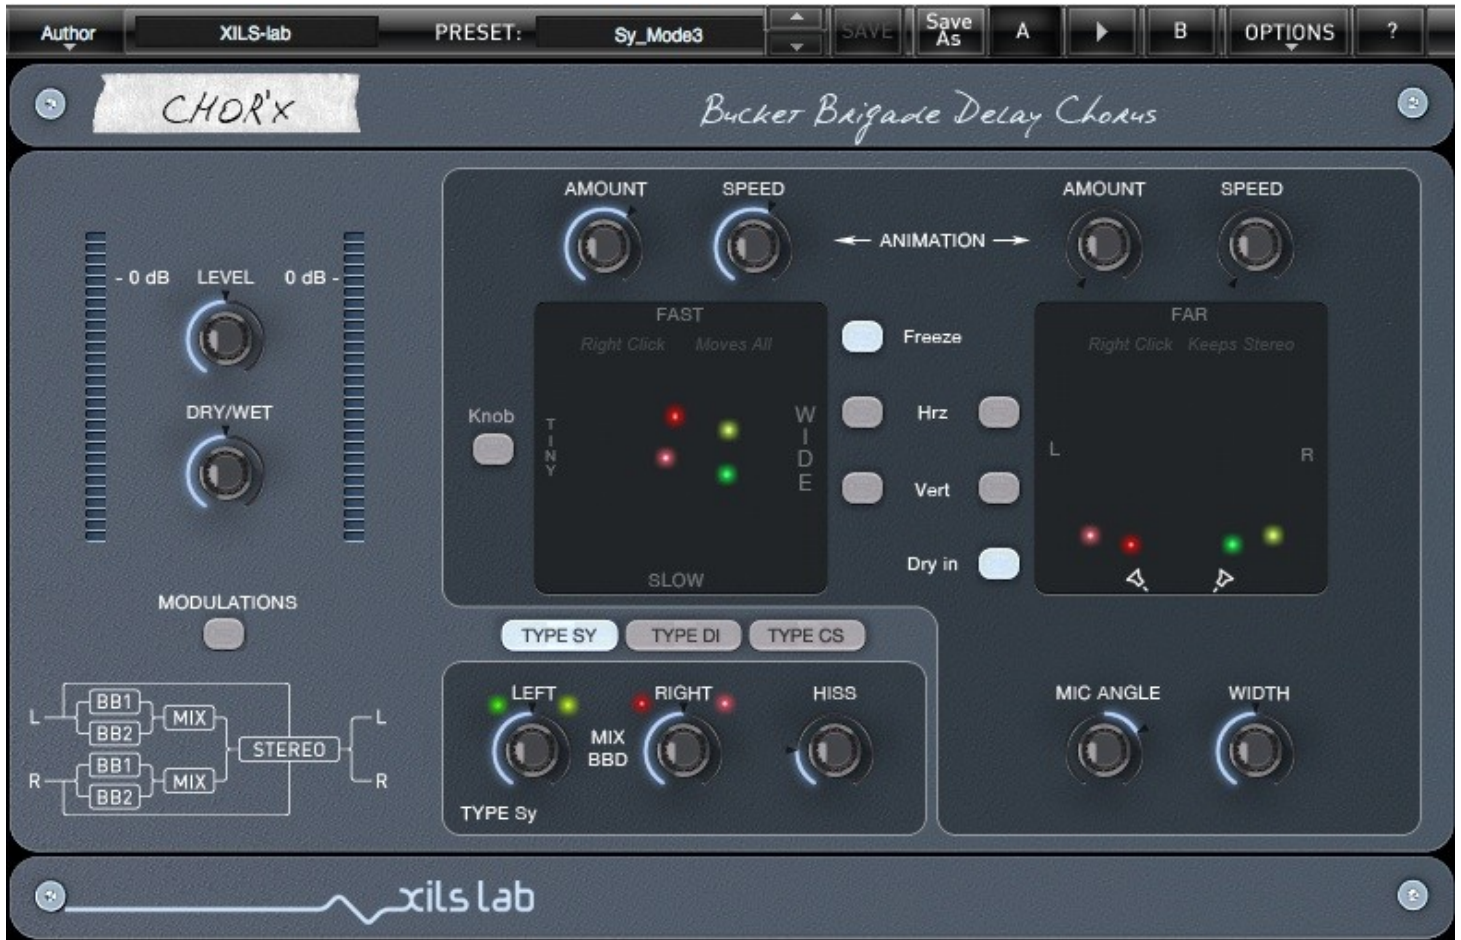 Author XILS-lab PRESET: Sy_Mode3 SAVE Save As A B OPTIONS ?
CHOR'X
Bucket Brigade Delay Chorus
AMOUNT SPEED AMOUNT SPEED
← ANIMATION →
- 0 dB LEVEL 0 dB -
FAST
Right Click Moves All
Freeze
FAR
Right Click Keeps Stereo
DRY/WET
Knob
TINY
WIDE
Hrz
L R
Vert
Dry in
SLOW
MODULATIONS
TYPE SY TYPE DI TYPE CS
LEFT RIGHT HISS
MIX BBD
TYPE Sy
MIC ANGLE WIDTH
L BB1 MIX L
BB2
STEREO
R BB1 MIX R
BB2
xils lab